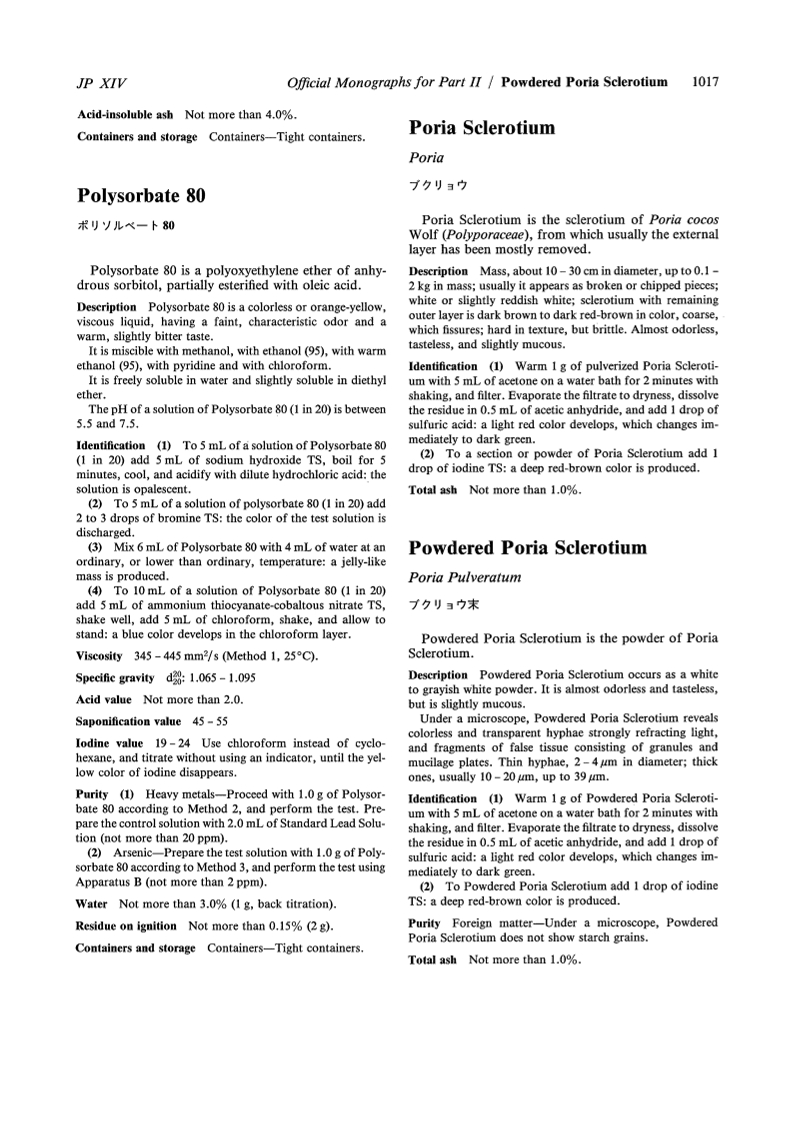 JP XIV
Official Monographs for Part II / Powdered Poria Sclerotium 1017
Acid-insoluble ash Not more than 4.0%.
Containers and storage Containers—Tight containers.
Polysorbate 80
ポリソルベート 80
Polysorbate 80 is a polyoxyethylene ether of anhy-
drous sorbitol, partially esterified with oleic acid.
Description Polysorbate 80 is a colorless or orange-yellow,
viscous liquid, having a faint, characteristic odor and a
warm, slightly bitter taste.
It is miscible with methanol, with ethanol (95), with warm
ethanol (95), with pyridine and with chloroform.
It is freely soluble in water and slightly soluble in diethyl
ether.
The pH of a solution of Polysorbate 80 (1 in 20) is between
5.5 and 7.5.
Identification (1) To 5 mL of a solution of Polysorbate 80
(1 in 20) add 5 mL of sodium hydroxide TS, boil for 5
minutes, cool, and acidify with dilute hydrochloric acid: the
solution is opalescent.
(2) To 5 mL of a solution of polysorbate 80 (1 in 20) add
2 to 3 drops of bromine TS: the color of the test solution is
discharged.
(3) Mix 6 mL of Polysorbate 80 with 4 mL of water at an
ordinary, or lower than ordinary, temperature: a jelly-like
mass is produced.
(4) To 10 mL of a solution of Polysorbate 80 (1 in 20)
add 5 mL of ammonium thiocyanate-cobaltous nitrate TS,
shake well, add 5 mL of chloroform, shake, and allow to
stand: a blue color develops in the chloroform layer.
Viscosity 345 – 445 mm²/s (Method 1, 25°C).
Specific gravity d²⁰₂₀: 1.065 – 1.095
Acid value Not more than 2.0.
Saponification value 45 – 55
Iodine value 19 – 24 Use chloroform instead of cyclo-
hexane, and titrate without using an indicator, until the yel-
low color of iodine disappears.
Purity (1) Heavy metals—Proceed with 1.0 g of Polysor-
bate 80 according to Method 2, and perform the test. Pre-
pare the control solution with 2.0 mL of Standard Lead Solu-
tion (not more than 20 ppm).
(2) Arsenic—Prepare the test solution with 1.0 g of Poly-
sorbate 80 according to Method 3, and perform the test using
Apparatus B (not more than 2 ppm).
Water Not more than 3.0% (1 g, back titration).
Residue on ignition Not more than 0.15% (2 g).
Containers and storage Containers—Tight containers.
Poria Sclerotium
Poria
ブクリョウ
Poria Sclerotium is the sclerotium of Poria cocos
Wolf (Polyporaceae), from which usually the external
layer has been mostly removed.
Description Mass, about 10 – 30 cm in diameter, up to 0.1 –
2 kg in mass; usually it appears as broken or chipped pieces;
white or slightly reddish white; sclerotium with remaining
outer layer is dark brown to dark red-brown in color, coarse,
which fissures; hard in texture, but brittle. Almost odorless,
tasteless, and slightly mucous.
Identification (1) Warm 1 g of pulverized Poria Scleroti-
um with 5 mL of acetone on a water bath for 2 minutes with
shaking, and filter. Evaporate the filtrate to dryness, dissolve
the residue in 0.5 mL of acetic anhydride, and add 1 drop of
sulfuric acid: a light red color develops, which changes im-
mediately to dark green.
(2) To a section or powder of Poria Sclerotium add 1
drop of iodine TS: a deep red-brown color is produced.
Total ash Not more than 1.0%.
Powdered Poria Sclerotium
Poria Pulveratum
ブクリョウ末
Powdered Poria Sclerotium is the powder of Poria
Sclerotium.
Description Powdered Poria Sclerotium occurs as a white
to grayish white powder. It is almost odorless and tasteless,
but is slightly mucous.
Under a microscope, Powdered Poria Sclerotium reveals
colorless and transparent hyphae strongly refracting light,
and fragments of false tissue consisting of granules and
mucilage plates. Thin hyphae, 2 – 4 μm in diameter; thick
ones, usually 10 – 20 μm, up to 39 μm.
Identification (1) Warm 1 g of Powdered Poria Scleroti-
um with 5 mL of acetone on a water bath for 2 minutes with
shaking, and filter. Evaporate the filtrate to dryness, dissolve
the residue in 0.5 mL of acetic anhydride, and add 1 drop of
sulfuric acid: a light red color develops, which changes im-
mediately to dark green.
(2) To Powdered Poria Sclerotium add 1 drop of iodine
TS: a deep red-brown color is produced.
Purity Foreign matter—Under a microscope, Powdered
Poria Sclerotium does not show starch grains.
Total ash Not more than 1.0%.